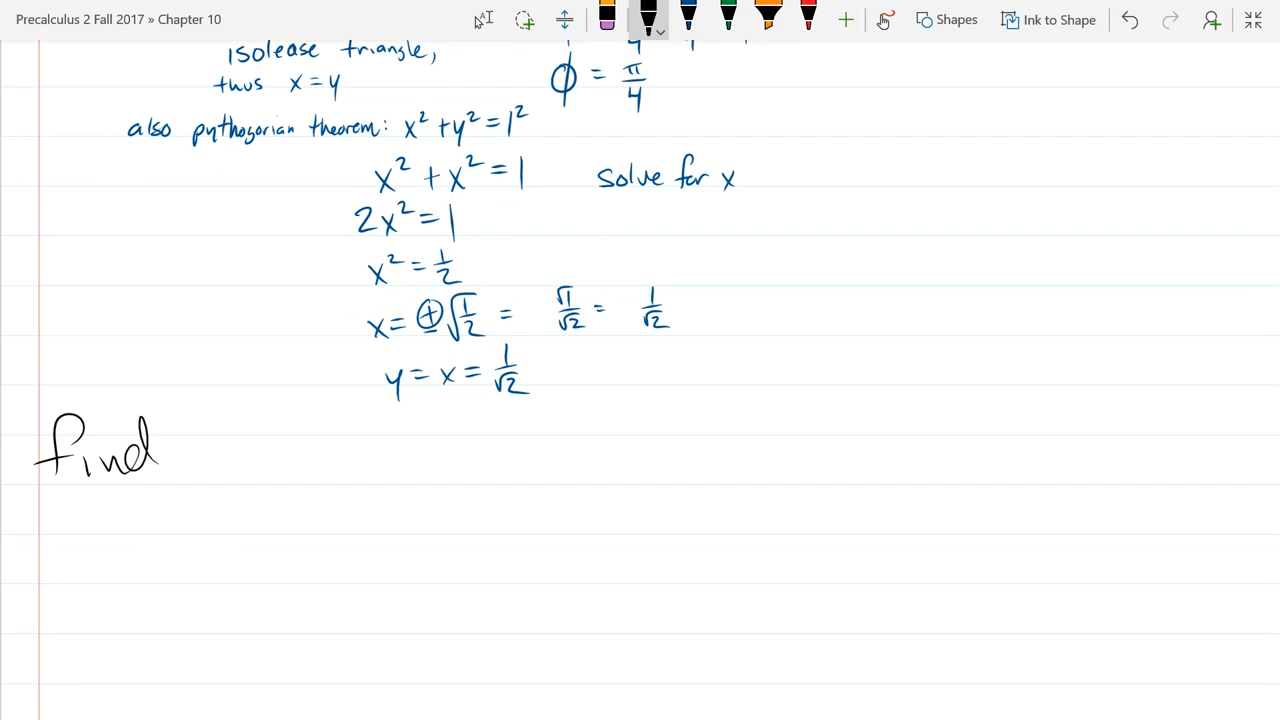 Precalculus 2 Fall 2017 » Chapter 10
Shapes
Ink to Shape
isolease triangle,
thus x = y
ϕ = π/4
also pythogorian theorem: x² + y² = 1²
x² + x² = 1 solve for x
2x² = 1
x² = 1/2
x = ±√(1/2) = √1/√2 = 1/√2
y = x = 1/√2
find